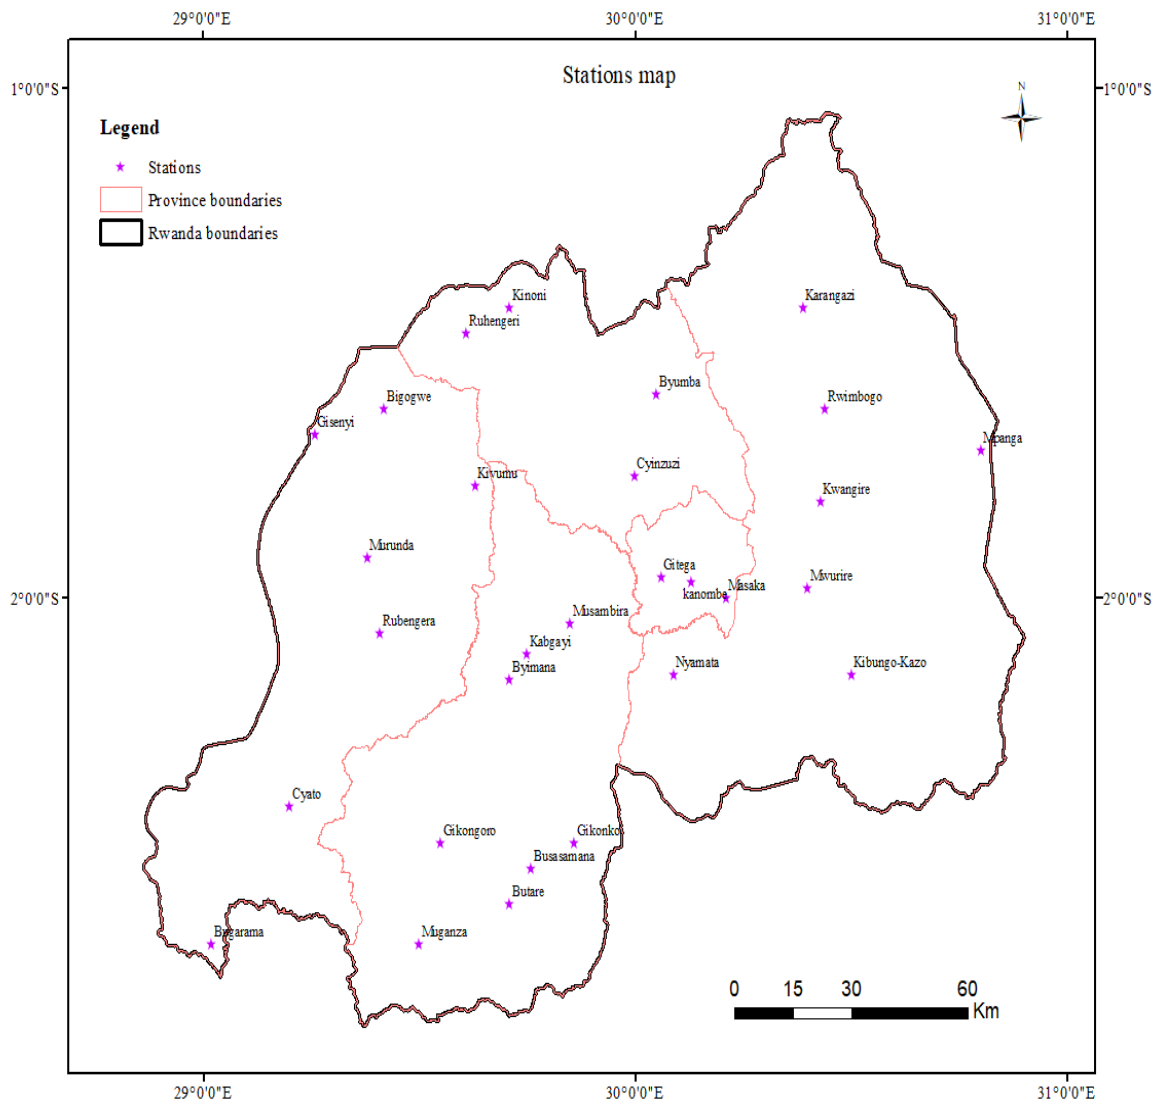 29°0'0"E 30°0'0"E 31°0'0"E
Stations map
1°0'0"S 1°0'0"S
N
Legend
Stations
Province boundaries
Rwanda boundaries
Kinoni
Karangazi
Ruhengeri
Byumba
Bigogwe
Rwimbogo
Gisenyi
Mpanga
Cyinzuzi
Kivumu
Kwangire
Murunda
Gitega
Mwurire
kanombe
Masaka
2°0'0"S 2°0'0"S
Musambira
Rubengera
Kabgayi
Byimana
Nyamata
Kibungo-Kazo
Cyato
Gikongoro
Gikonko
Busasamana
Butare
Bugarama
Muganza
0 15 30 60
Km
29°0'0"E 30°0'0"E 31°0'0"E